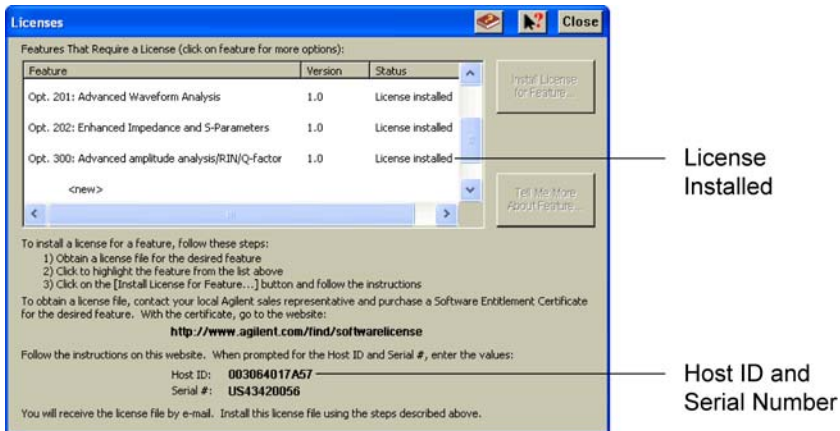 Licenses
Close
Features That Require a License (click on feature for more options):
Feature Version Status
Opt. 201: Advanced Waveform Analysis 1.0 License installed
Opt. 202: Enhanced Impedance and S-Parameters 1.0 License installed
Opt. 300: Advanced amplitude analysis/RIN/Q-factor 1.0 License installed
<new>
Install License
for Feature...
Tell Me More
About Feature...
License
Installed
To install a license for a feature, follow these steps:
1) Obtain a license file for the desired feature
2) Click to highlight the feature from the list above
3) Click on the [Install License for Feature...] button and follow the instructions
To obtain a license file, contact your local Agilent sales representative and purchase a Software Entitlement Certificate
for the desired feature. With the certificate, go to the website:
http://www.agilent.com/find/softwarelicense
Follow the instructions on this website. When prompted for the Host ID and Serial #, enter the values:
Host ID: 003064017A57
Serial #: US43420056
Host ID and
Serial Number
You will receive the license file by e-mail. Install this license file using the steps described above.